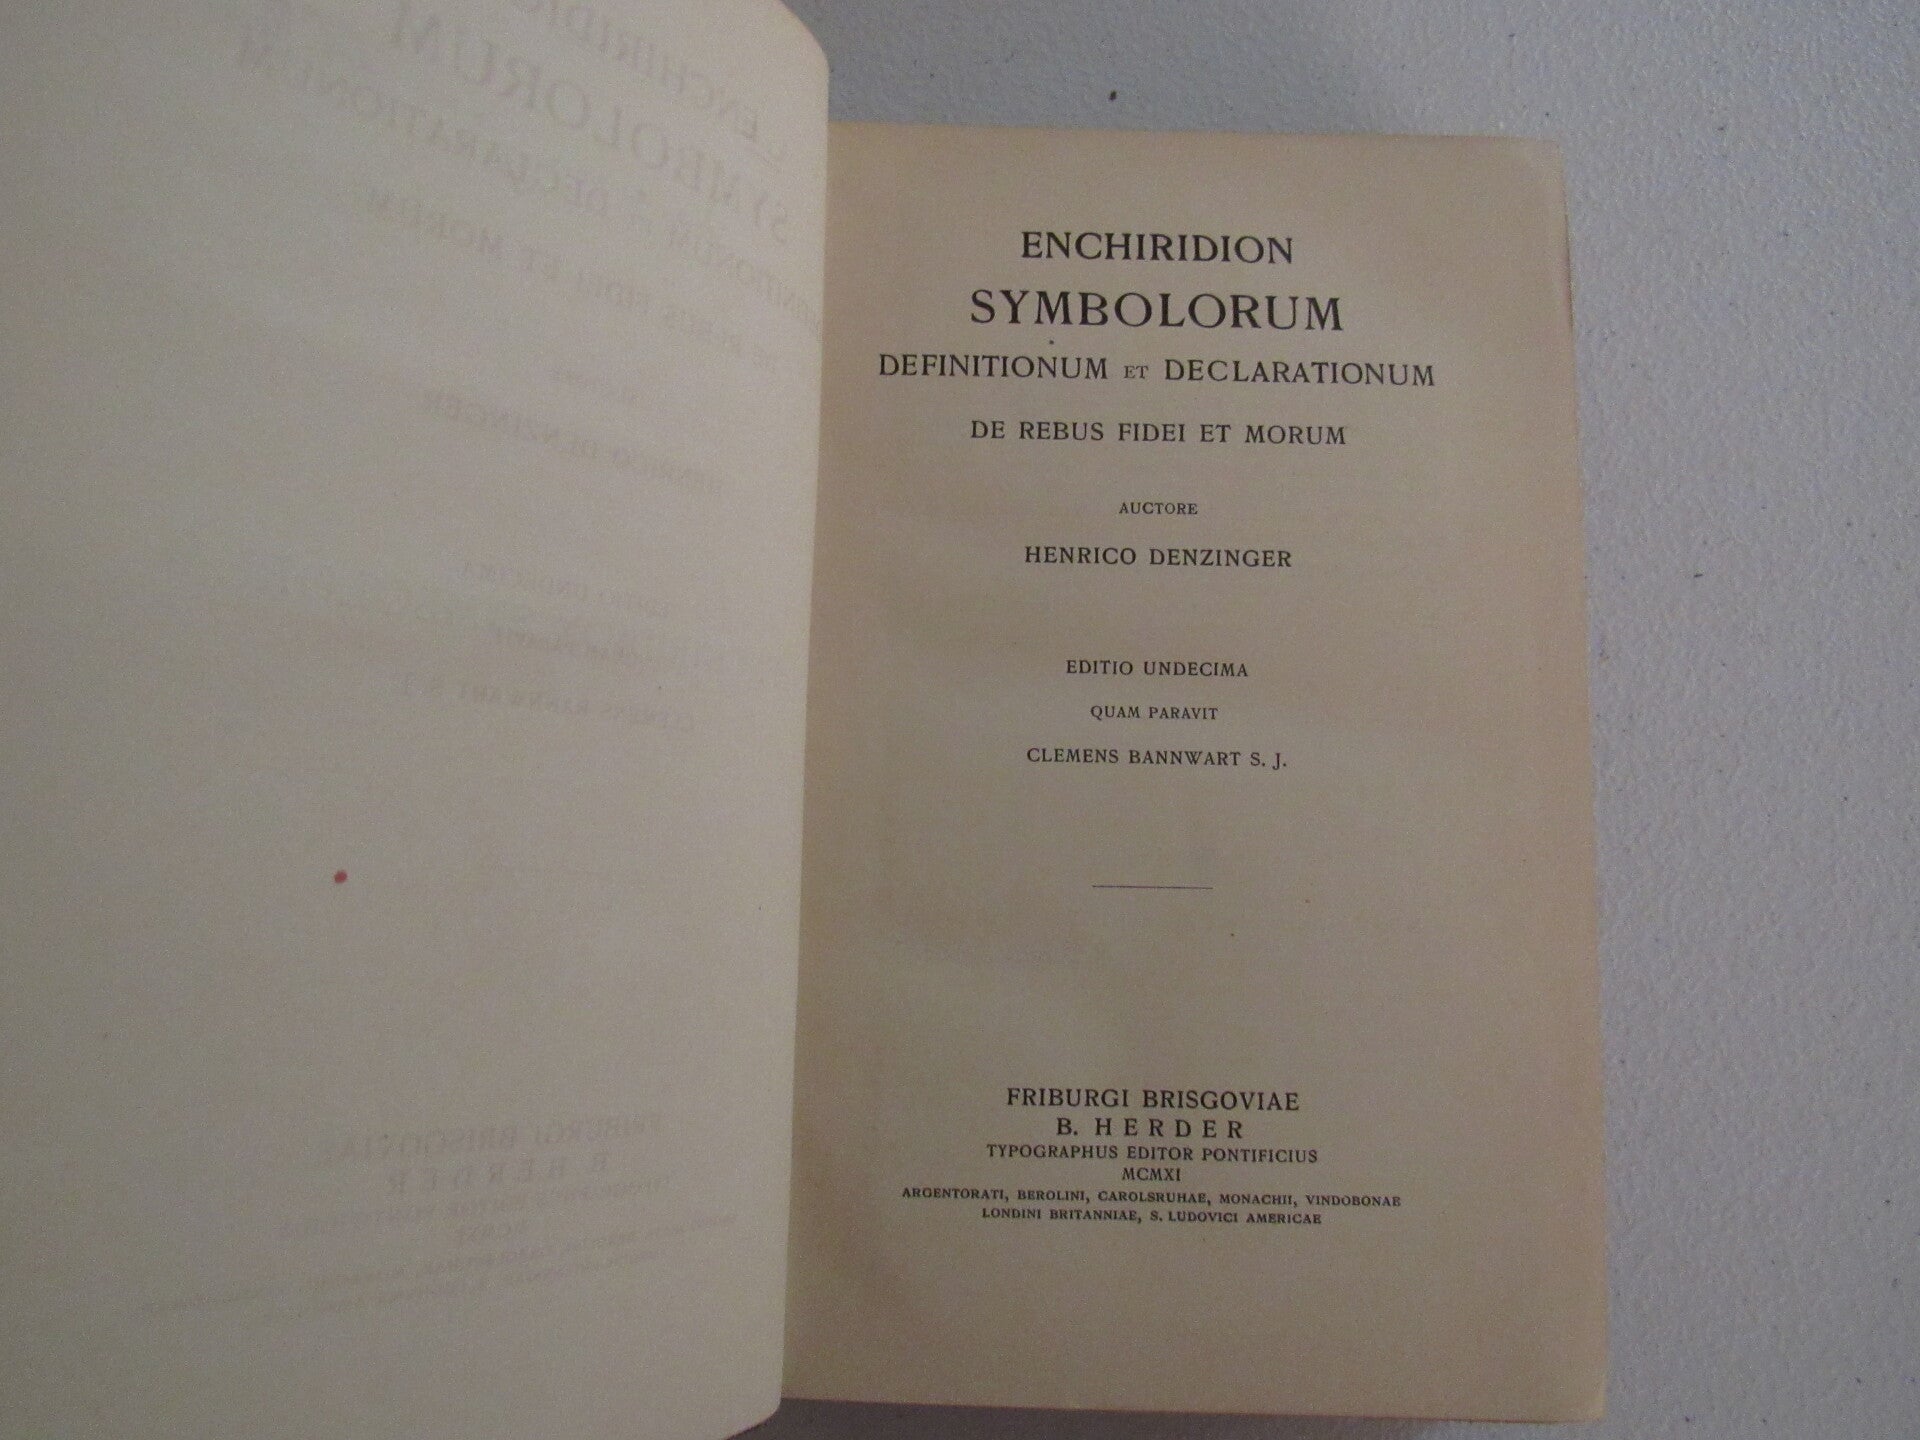 ENCHIRIDION
SYMBOLORUM
DEFINITIONUM ET DECLARATIONUM
DE REBUS FIDEI ET MORUM
AUCTORE
HENRICO DENZINGER
EDITIO UNDECIMA
QUAM PARAVIT
CLEMENS BANNWART S. J.
FRIBURGI BRISGOVIAE
B. HERDER
TYPOGRAPHUS EDITOR PONTIFICIUS
MCMXI
ARGENTORATI, BEROLINI, CAROLSRUHAE, MONACHII, VINDOBONAE
LONDINI BRITANNIAE, S. LUDOVICI AMERICAE